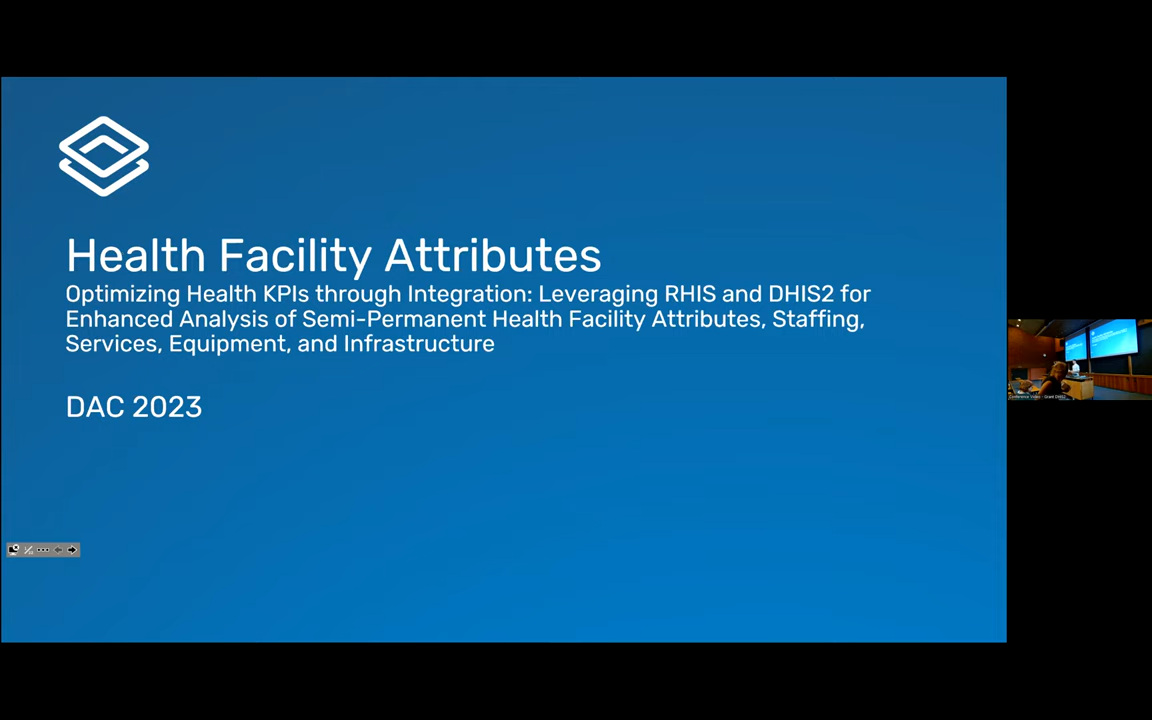 Health Facility Attributes
Optimizing Health KPIs through Integration: Leveraging RHIS and DHIS2 for
Enhanced Analysis of Semi-Permanent Health Facility Attributes, Staffing,
Services, Equipment, and Infrastructure
DAC 2023